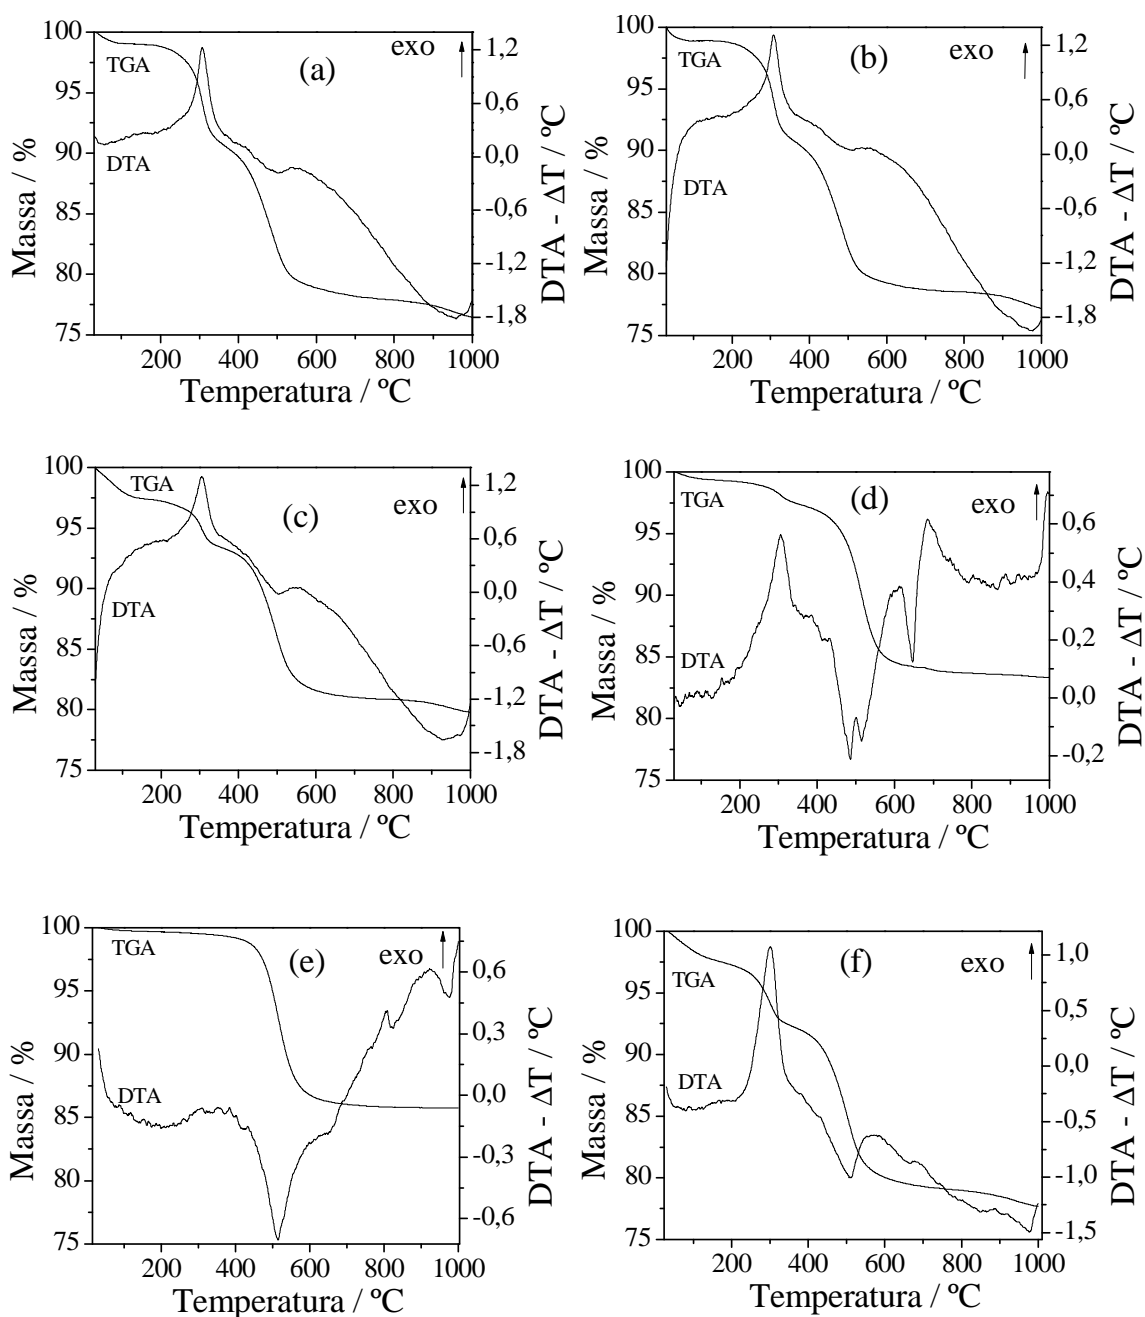 100
95
90
85
80
75
Massa / %
TGA
DTA
(a)
exo
1,2
0,6
0,0
-0,6
-1,2
-1,8
DTA - ΔT / ºC
200 400 600 800 1000
Temperatura / ºC
100
95
90
85
80
75
Massa / %
TGA
DTA
(b)
exo
1,2
0,6
0,0
-0,6
-1,2
-1,8
DTA - ΔT / ºC
200 400 600 800 1000
Temperatura / ºC
100
95
90
85
80
75
Massa / %
TGA
DTA
(c)
exo
1,2
0,6
0,0
-0,6
-1,2
-1,8
DTA - ΔT / ºC
200 400 600 800 1000
Temperatura / ºC
100
95
90
85
80
75
Massa / %
TGA
DTA
(d)
exo
0,6
0,4
0,2
0,0
-0,2
DTA - ΔT / ºC
200 400 600 800 1000
Temperatura / ºC
100
95
90
85
80
75
Massa / %
TGA
DTA
(e)
exo
0,6
0,3
0,0
-0,3
-0,6
DTA - ΔT / ºC
200 400 600 800 1000
Temperatura / ºC
100
95
90
85
80
75
Massa / %
TGA
DTA
(f)
exo
1,0
0,5
0,0
-0,5
-1,0
-1,5
DTA - ΔT / ºC
200 400 600 800 1000
Temperatura / ºC